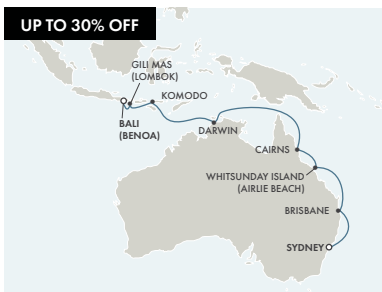 UP TO 30% OFF
GILI MAS
(LOMBOK)
KOMODO
BALI
(BENOA)
DARWIN
CAIRNS
WHITSUNDAY ISLAND
(AIRLIE BEACH)
BRISBANE
SYDNEY